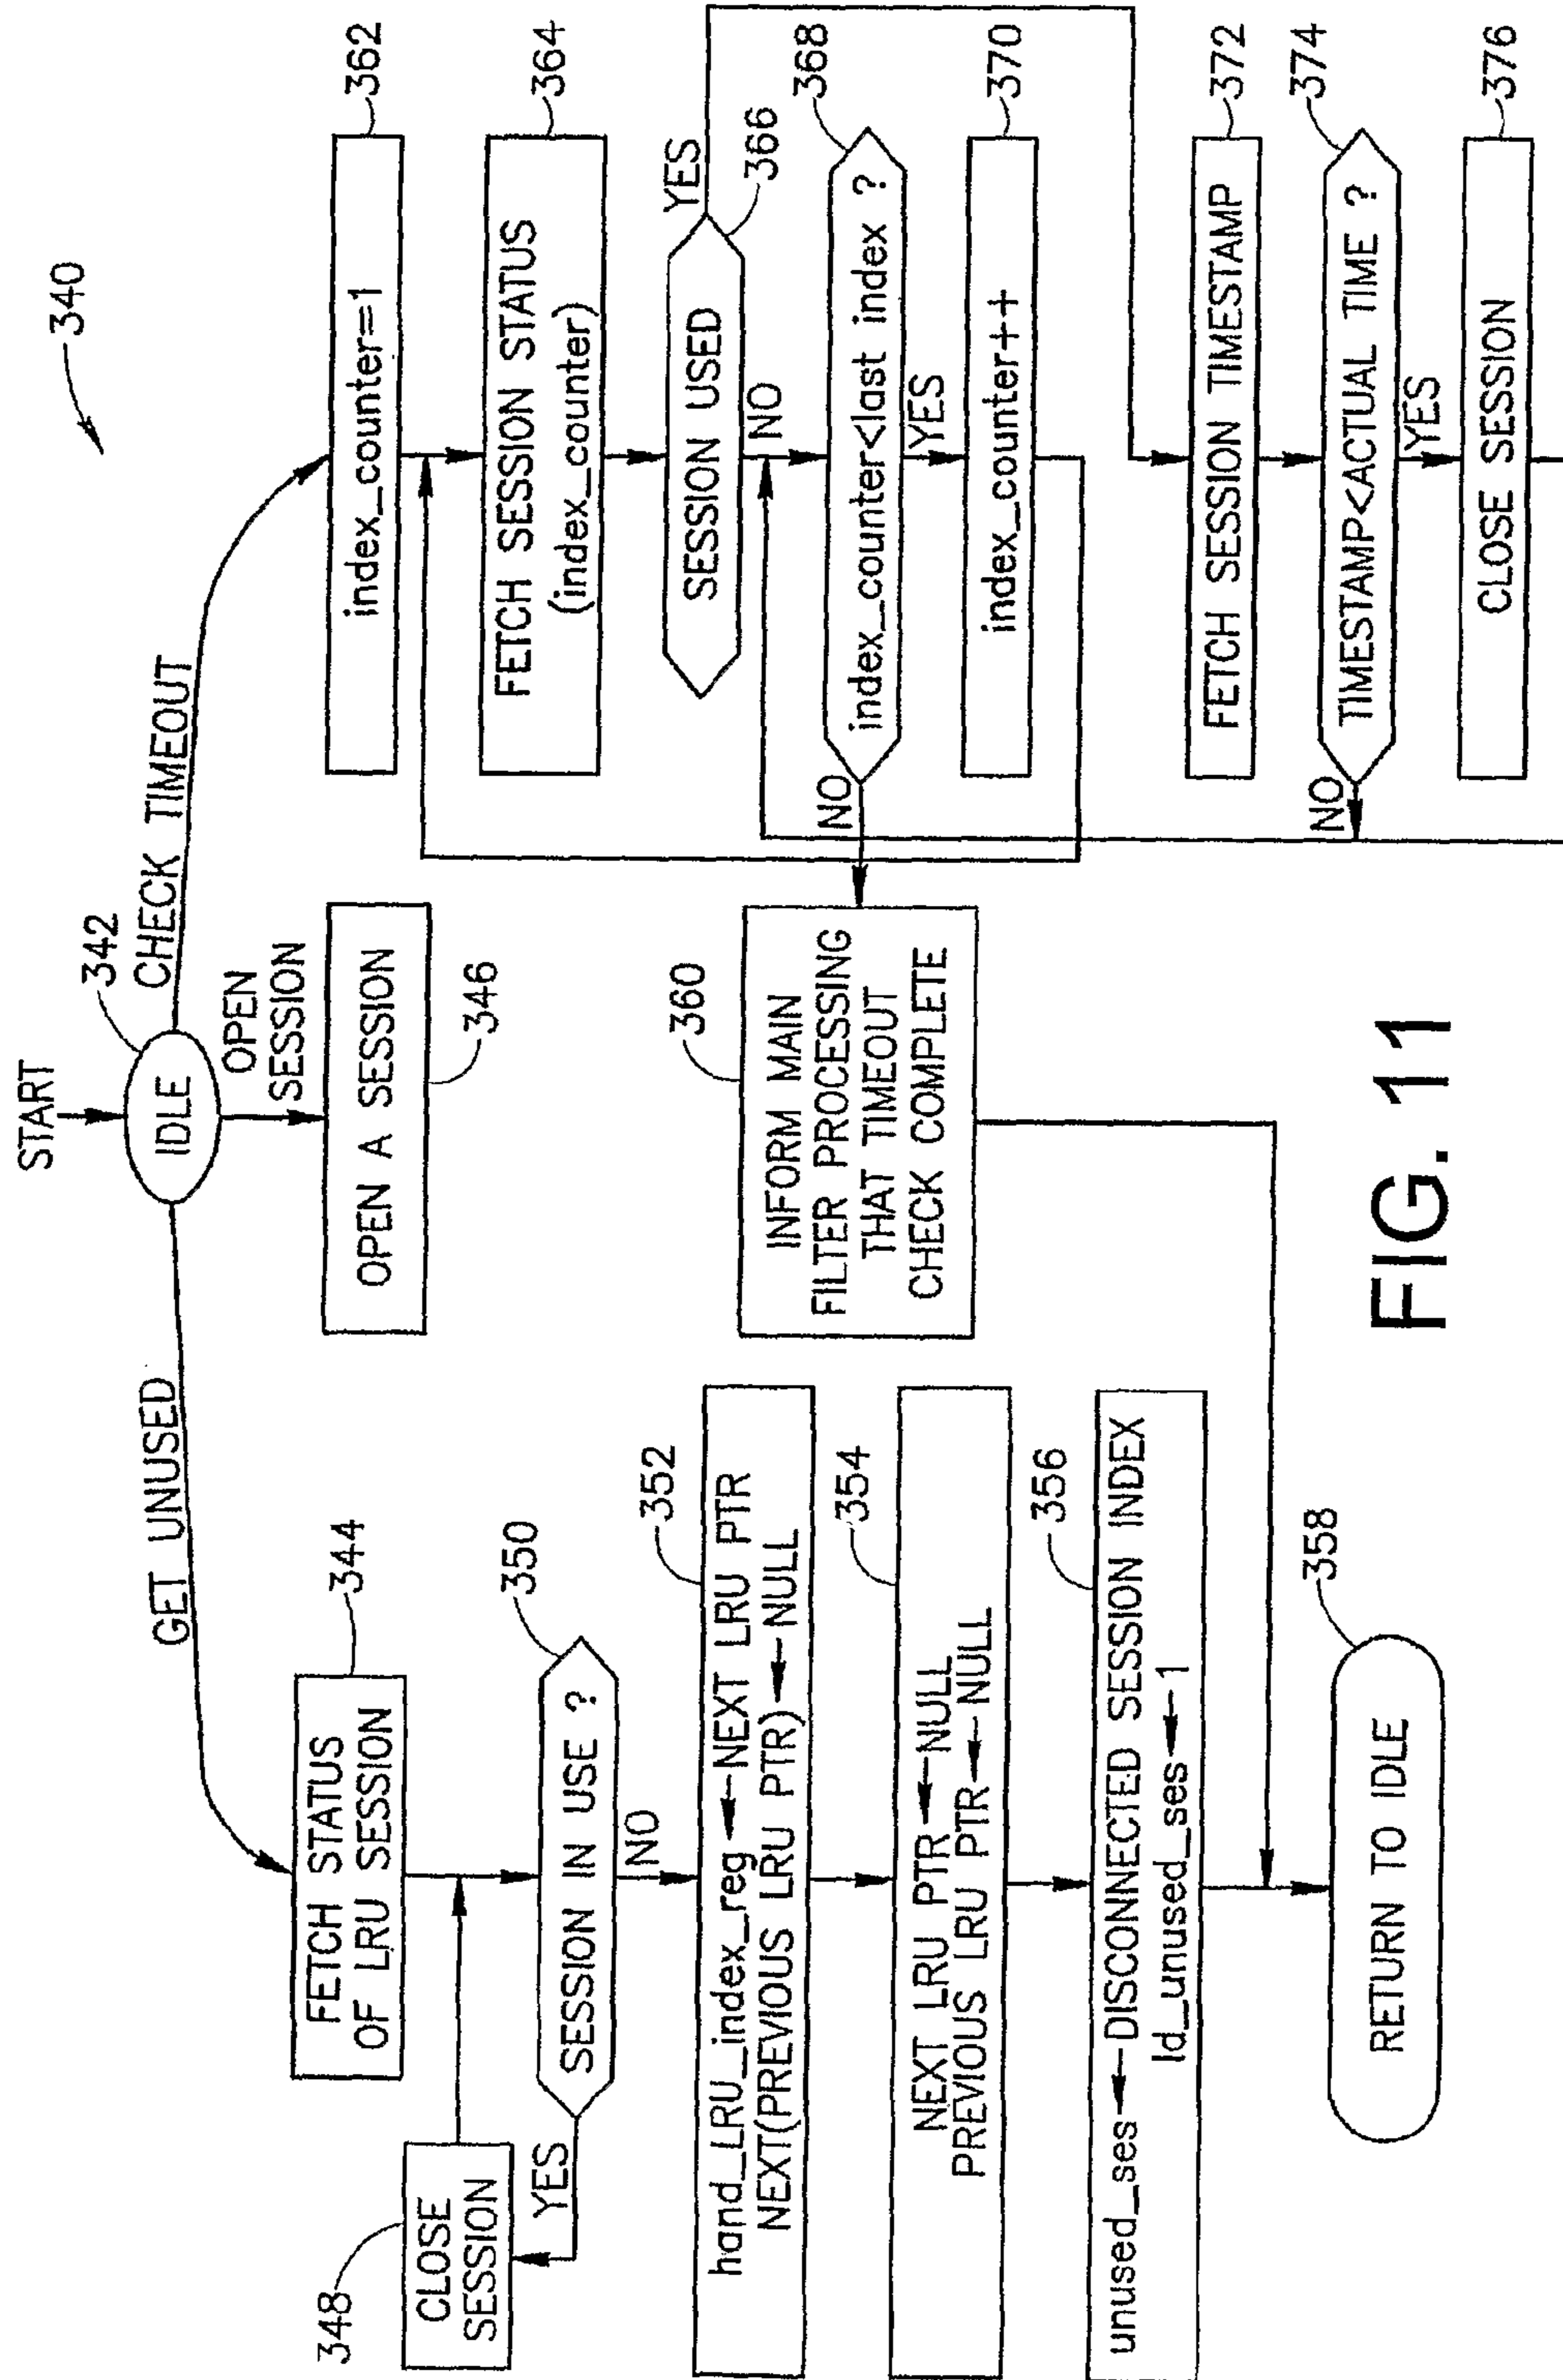 340
START
342
IDLE
GET UNUSED
OPEN
SESSION
CHECK TIMEOUT
344
FETCH STATUS
OF LRU SESSION
348
CLOSE
SESSION
350
SESSION IN USE ?
YES
NO
352
hand_LRU_index_reg←NEXT LRU PTR
NEXT(PREVIOUS LRU PTR)←NULL
354
NEXT LRU PTR←NULL
PREVIOUS LRU PTR←NULL
356
unused_ses←DISCONNECTED SESSION INDEX
ld_unused_ses←1
358
RETURN TO IDLE
OPEN A SESSION
346
360
INFORM MAIN
FILTER PROCESSING
THAT TIMEOUT
CHECK COMPLETE
362
index_counter=1
364
FETCH SESSION STATUS
(index_counter)
YES
366
SESSION USED
NO
368
index_counter<last index ?
NO
YES
370
index_counter++
372
FETCH SESSION TIMESTAMP
374
TIMESTAMP<ACTUAL TIME ?
NO
YES
376
CLOSE SESSION
FIG. 11